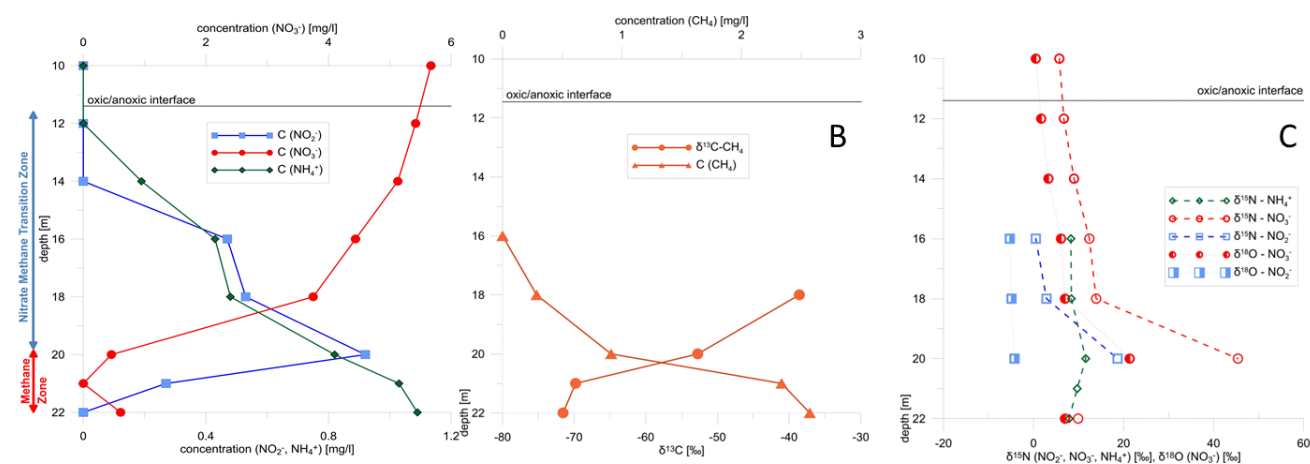 concentration (NO₃⁻) [mg/l]
0 2 4 6
10
12
14
16
18
20
22
depth [m]
oxic/anoxic interface
C (NO₂⁻)
C (NO₃⁻)
C (NH₄⁺)
Nitrate Methane Transition Zone
Methane
Zone
0 0.4 0.8 1.2
concentration (NO₂⁻, NH₄⁺) [mg/l]
concentration (CH₄) [mg/l]
0 1 2 3
10
12
14
16
18
20
22
depth [m]
oxic/anoxic interface
B
δ¹³C-CH₄
C (CH₄)
-80 -70 -60 -50 -40 -30
δ¹³C [‰]
10
12
14
16
18
20
22
depth [m]
oxic/anoxic interface
C
δ¹⁵N - NH₄⁺
δ¹⁵N - NO₃⁻
δ¹⁵N - NO₂⁻
δ¹⁸O - NO₃⁻
δ¹⁸O - NO₂⁻
-20 0 20 40 60
δ¹⁵N (NO₂⁻, NO₃⁻, NH₄⁺) [‰], δ¹⁸O (NO₃⁻) [‰]